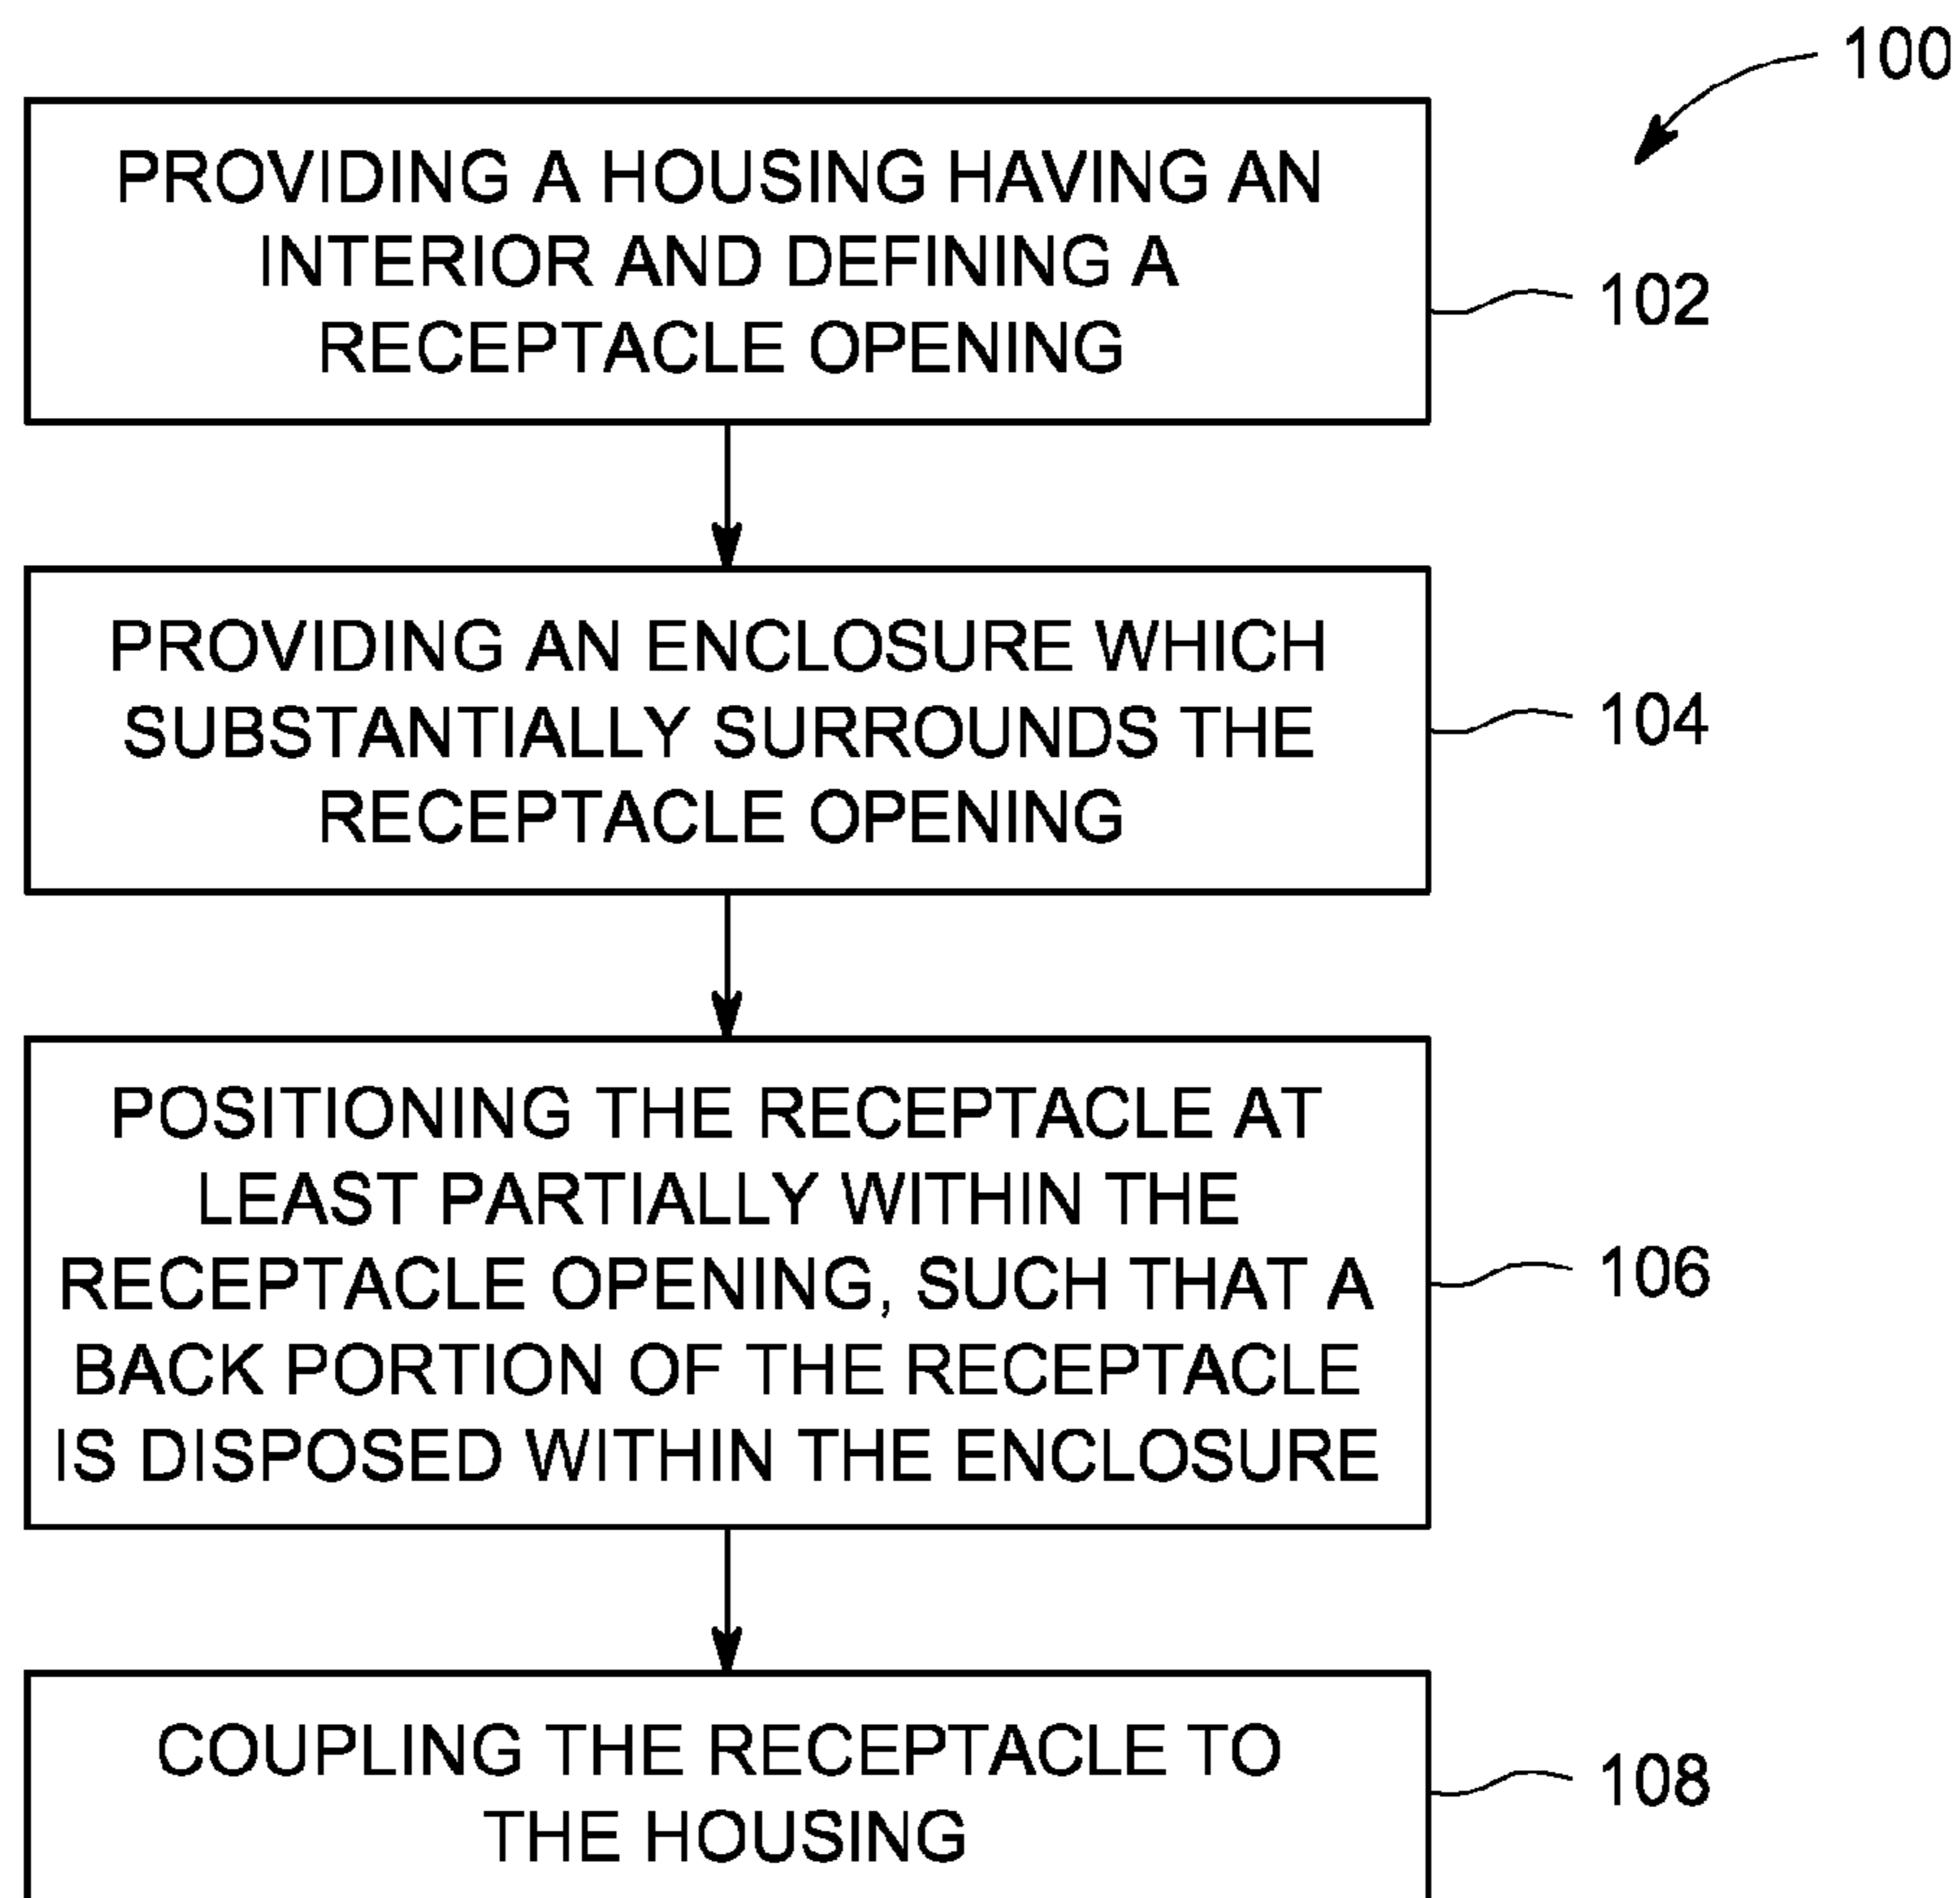 100
PROVIDING A HOUSING HAVING AN
INTERIOR AND DEFINING A
RECEPTACLE OPENING
102
PROVIDING AN ENCLOSURE WHICH
SUBSTANTIALLY SURROUNDS THE
RECEPTACLE OPENING
104
POSITIONING THE RECEPTACLE AT
LEAST PARTIALLY WITHIN THE
RECEPTACLE OPENING, SUCH THAT A
BACK PORTION OF THE RECEPTACLE
IS DISPOSED WITHIN THE ENCLOSURE
106
COUPLING THE RECEPTACLE TO
THE HOUSING
108